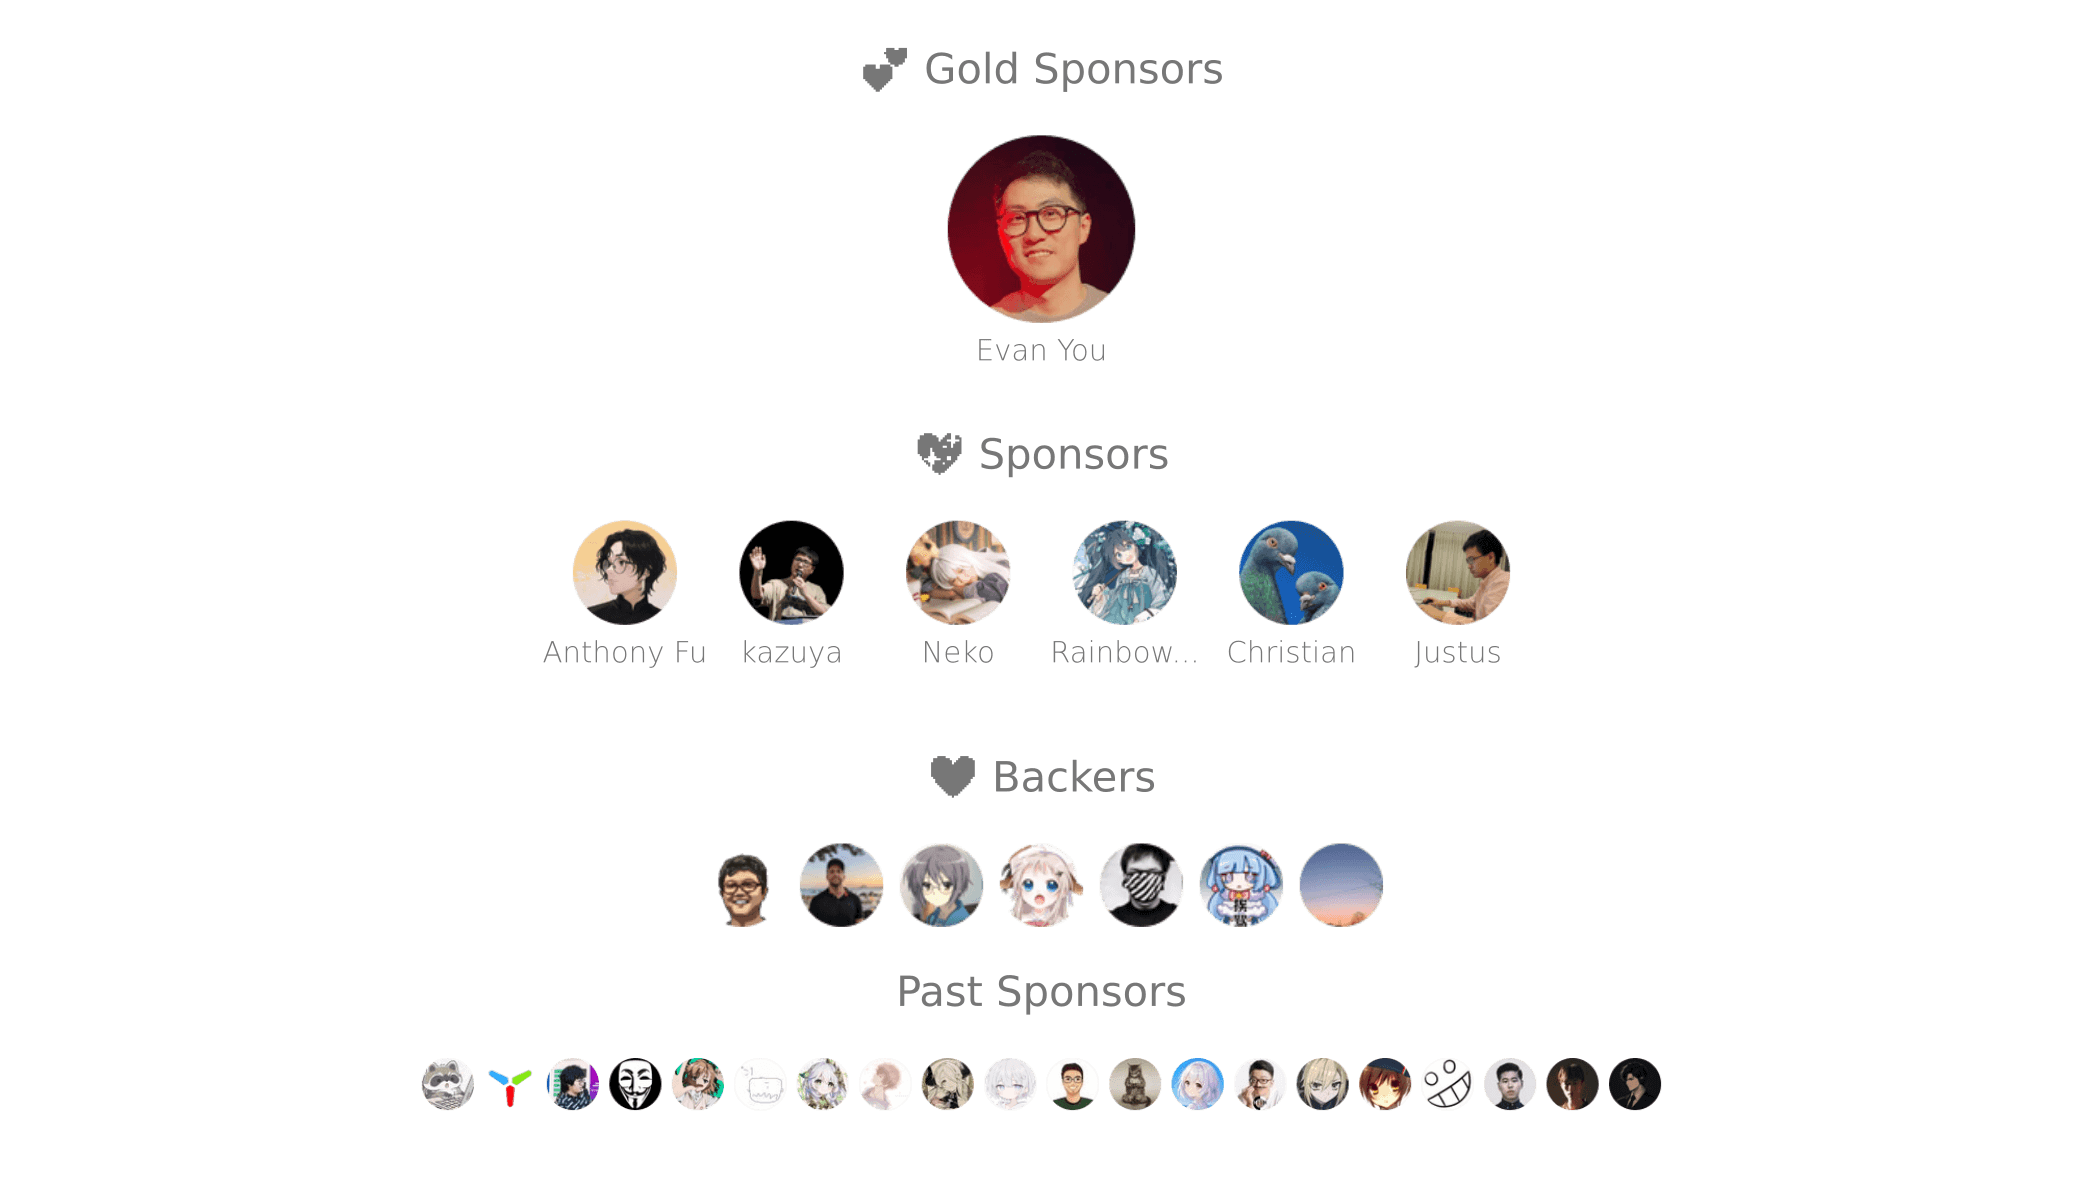 Gold Sponsors
Evan You
Sponsors
Anthony Fu
kazuya
Neko
Rainbow...
Christian
Justus
Backers
Past Sponsors